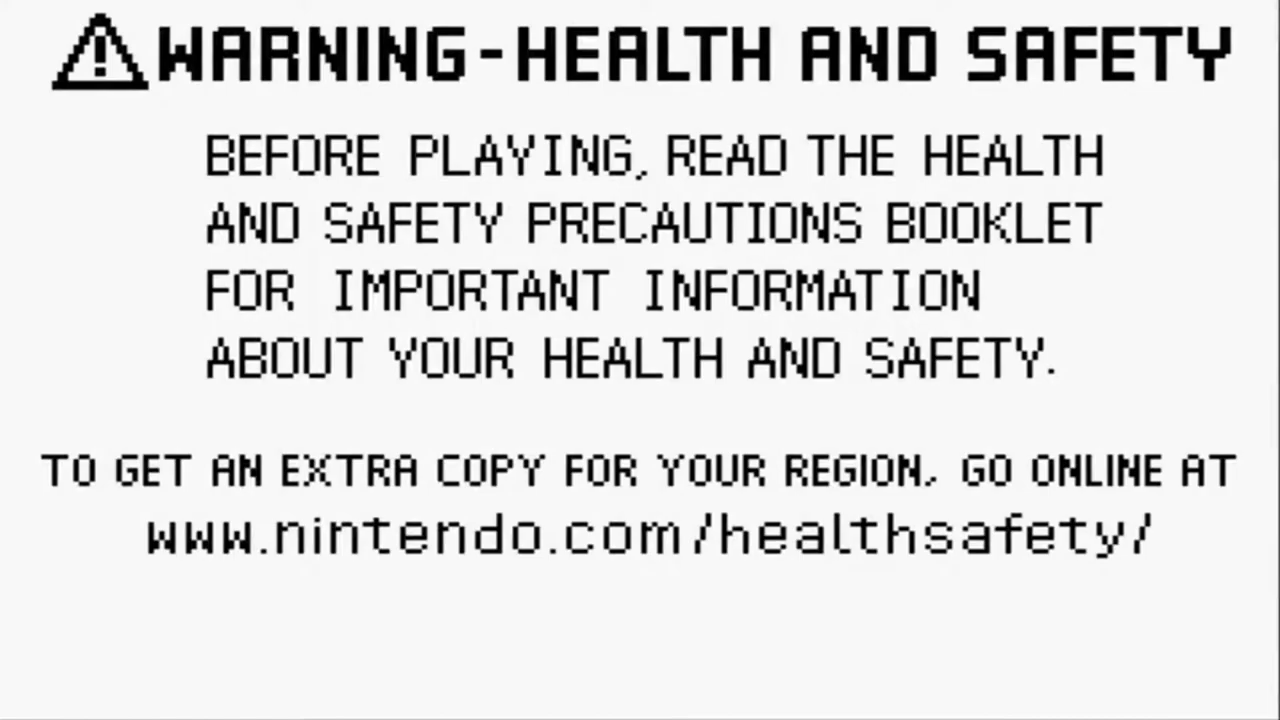 ⚠WARNING-HEALTH AND SAFETY
BEFORE PLAYING, READ THE HEALTH
AND SAFETY PRECAUTIONS BOOKLET
FOR IMPORTANT INFORMATION
ABOUT YOUR HEALTH AND SAFETY.
TO GET AN EXTRA COPY FOR YOUR REGION, GO ONLINE AT
www.nintendo.com/healthsafety/